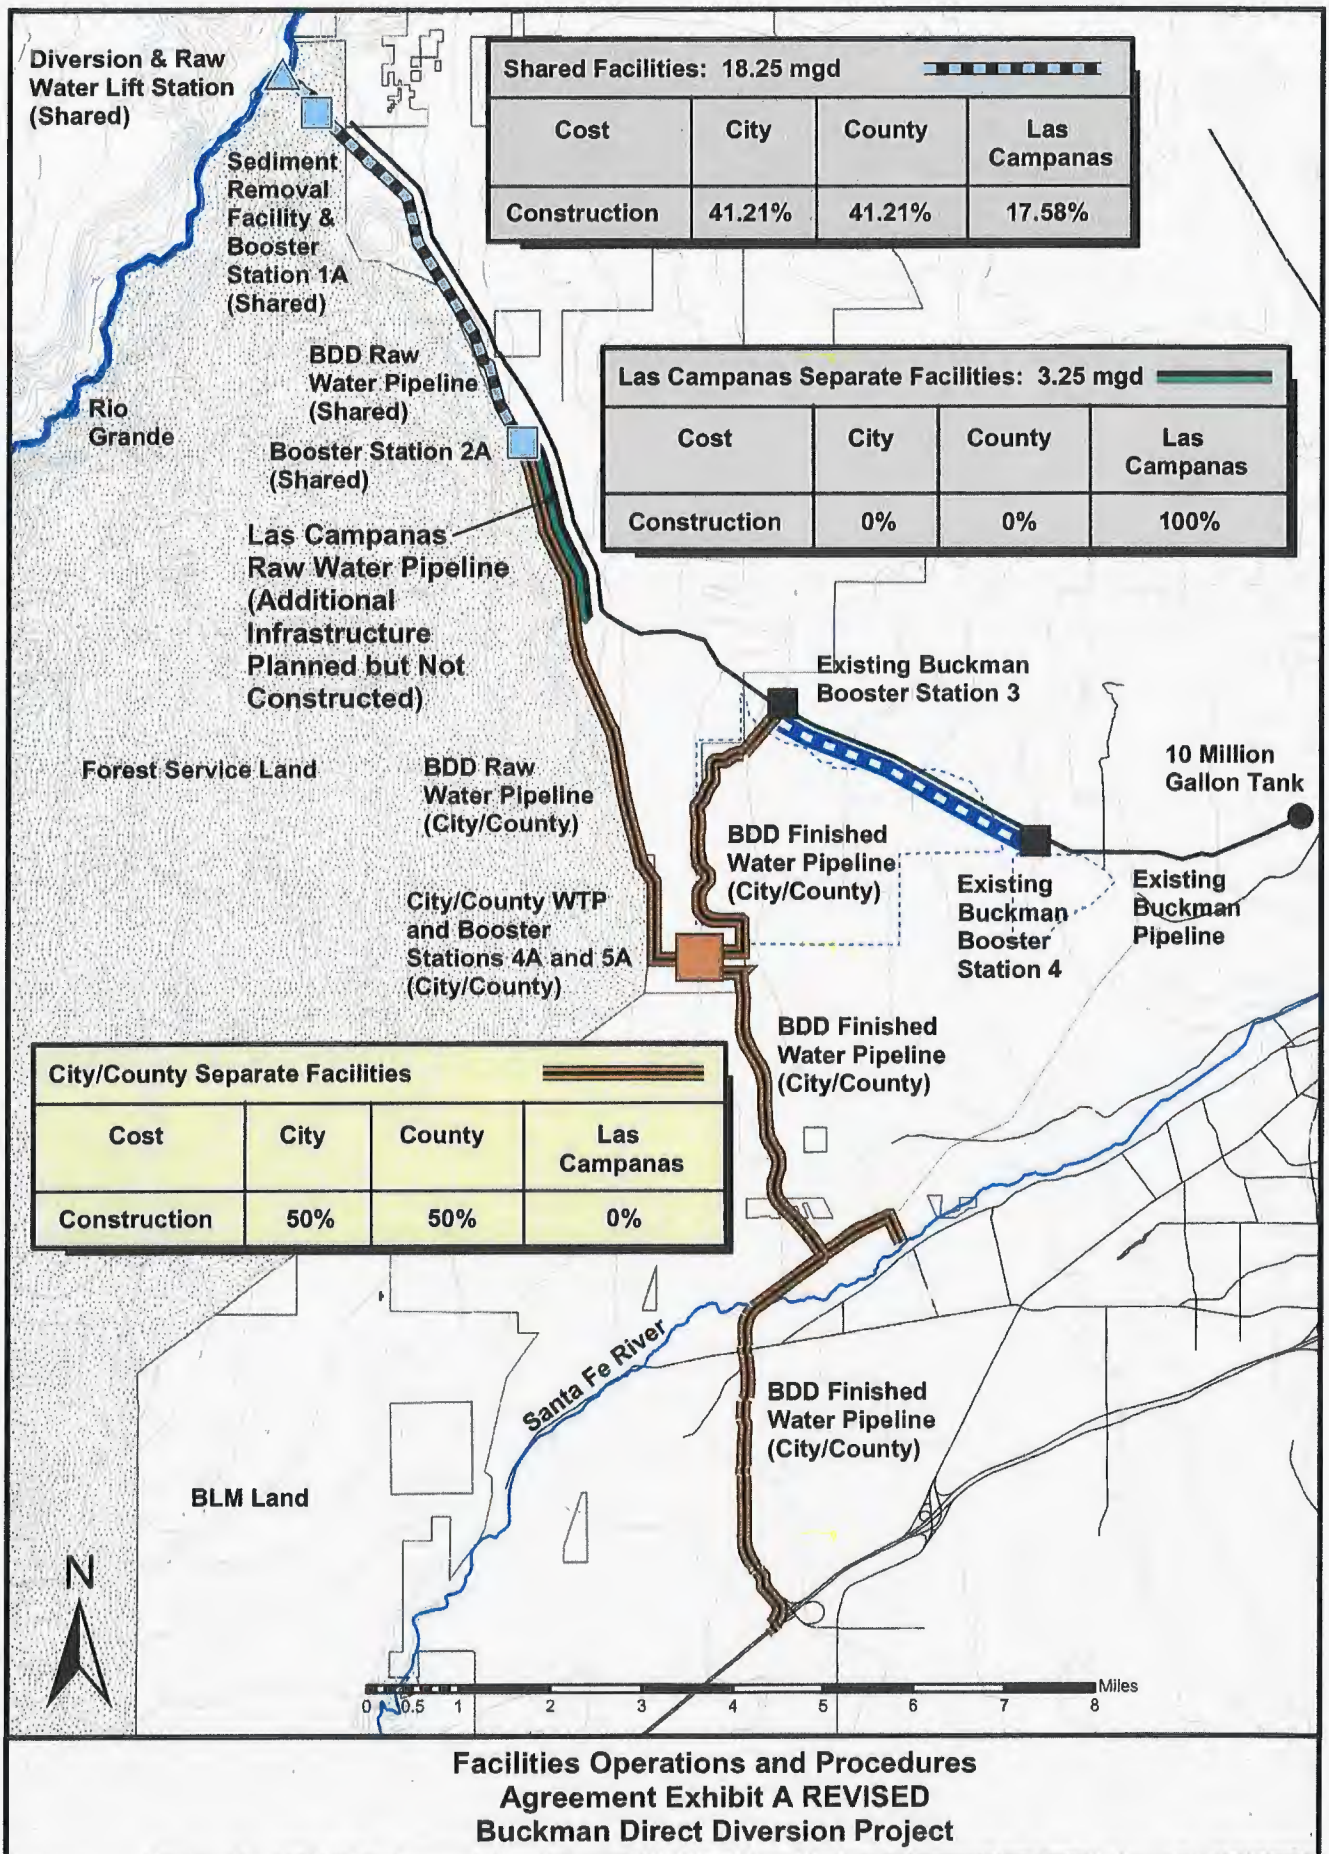 Diversion & Raw
Water Lift Station
(Shared)
Shared Facilities: 18.25 mgd
Cost City County Las
Campanas
Construction 41.21% 41.21% 17.58%
Sediment
Removal
Facility &
Booster
Station 1A
(Shared)
BDD Raw
Water Pipeline
(Shared)
Rio
Grande
Booster Station 2A
(Shared)
Las Campanas Separate Facilities: 3.25 mgd
Cost City County Las
Campanas
Construction 0% 0% 100%
Las Campanas
Raw Water Pipeline
(Additional
Infrastructure
Planned but Not
Constructed)
Existing Buckman
Booster Station 3
Forest Service Land
BDD Raw
Water Pipeline
(City/County)
10 Million
Gallon Tank
BDD Finished
Water Pipeline
(City/County)
Existing
Buckman
Booster
Station 4
Existing
Buckman
Pipeline
City/County WTP
and Booster
Stations 4A and 5A
(City/County)
BDD Finished
Water Pipeline
(City/County)
City/County Separate Facilities
Cost City County Las
Campanas
Construction 50% 50% 0%
Santa Fe River
BDD Finished
Water Pipeline
(City/County)
BLM Land
N
Miles
0 0.5 1 2 3 4 5 6 7 8
Facilities Operations and Procedures
Agreement Exhibit A REVISED
Buckman Direct Diversion Project